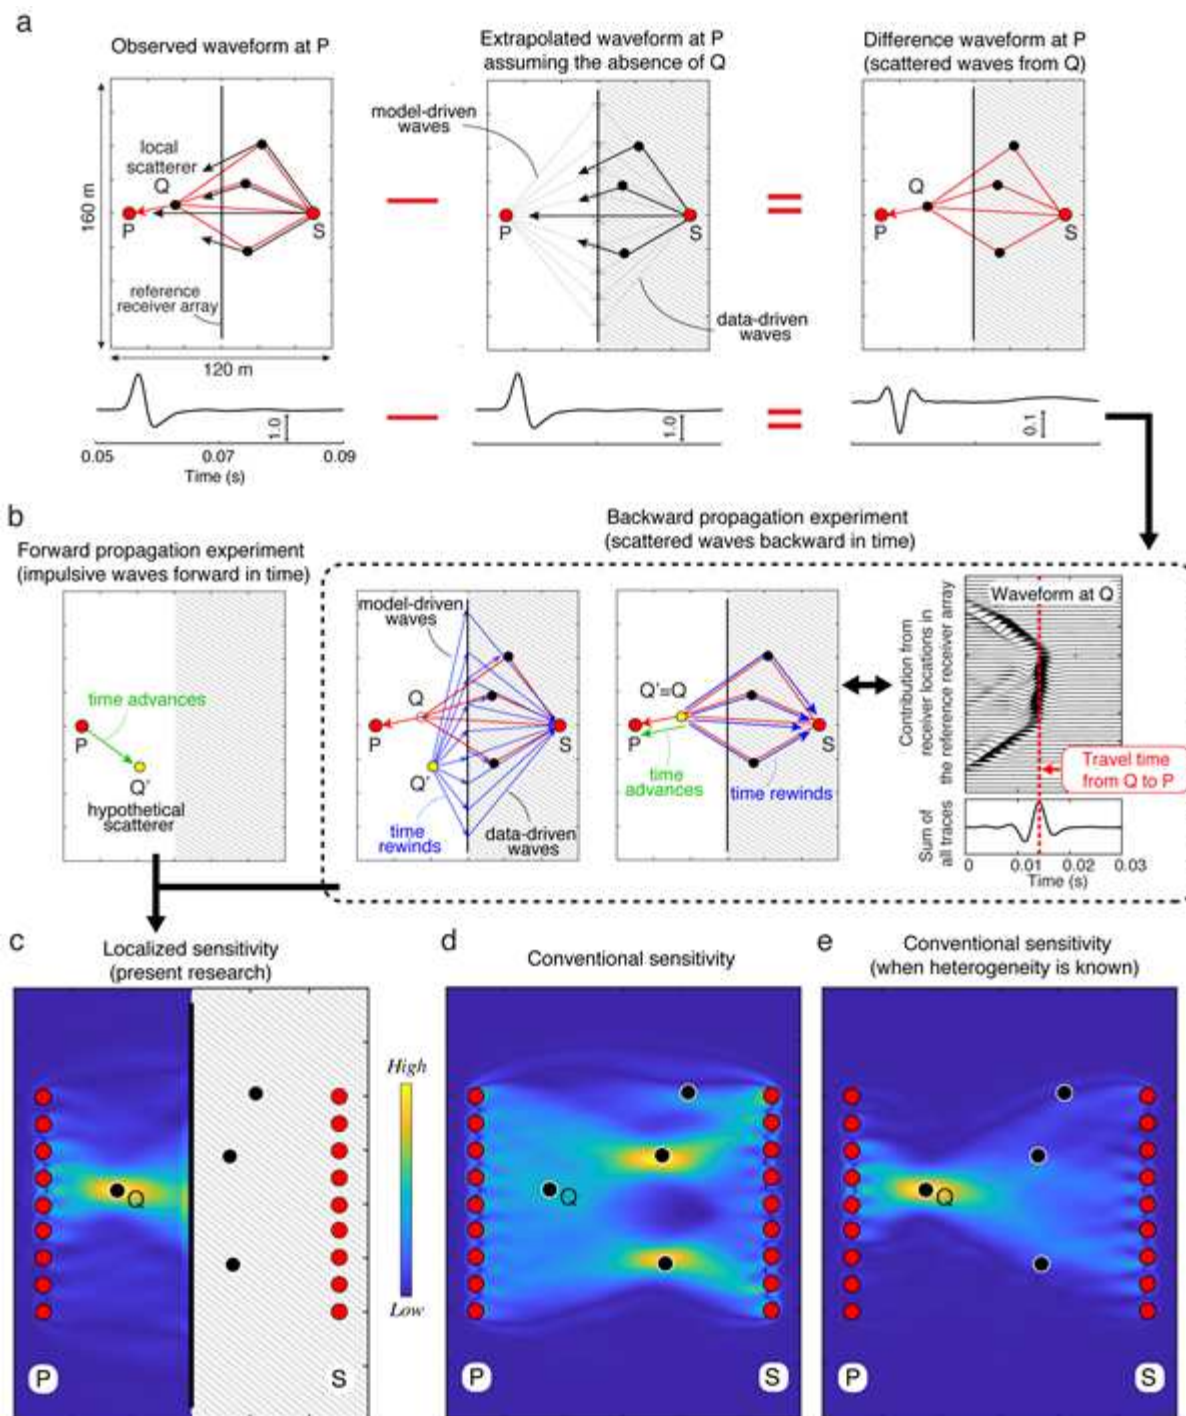 a
Observed waveform at P
Extrapolated waveform at P
assuming the absence of Q
Difference waveform at P
(scattered waves from Q)
160 m
local
scatterer
Q
P
S
reference
receiver array
120 m
model-driven
waves
P
S
data-driven
waves
Q
P
S
1.0
0.05
0.07
0.09
Time (s)
1.0
0.1
b
Forward propagation experiment
(impulsive waves forward in time)
Backward propagation experiment
(scattered waves backward in time)
time advances
P
Q'
hypothetical
scatterer
model-driven
waves
Q
P
S
Q'
time
rewinds
data-driven
waves
Q'=Q
P
S
time
advances
time rewinds
Contribution from
receiver locations in
the reference receiver array
Waveform at Q
Travel time
from Q to P
Sum of
all traces
0
0.01
0.02
0.03
Time (s)
c
Localized sensitivity
(present research)
d
Conventional sensitivity
e
Conventional sensitivity
(when heterogeneity is known)
Q
P
S
High
Low
Q
P
S
Q
P
S